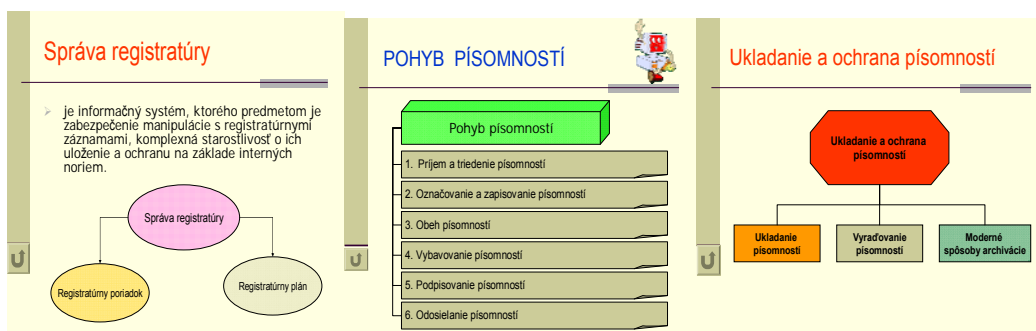 Správa registratúry
je informačný systém, ktorého predmetom je
zabezpečenie manipulácie s registratúrnymi
záznamami, komplexná starostlivosť o ich
uloženie a ochranu na základe interných
noriem.
Správa registratúry
Registratúrny poriadok
Registratúrny plán
POHYB PÍSOMNOSTÍ
Pohyb písomností
1. Príjem a triedenie písomností
2. Označovanie a zapisovanie písomností
3. Obeh písomností
4. Vybavovanie písomností
5. Podpisovanie písomností
6. Odosielanie písomností
Ukladanie a ochrana písomností
Ukladanie a ochrana
písomností
Ukladanie
písomností
Vyraďovanie
písomností
Moderné
spôsoby archivácie